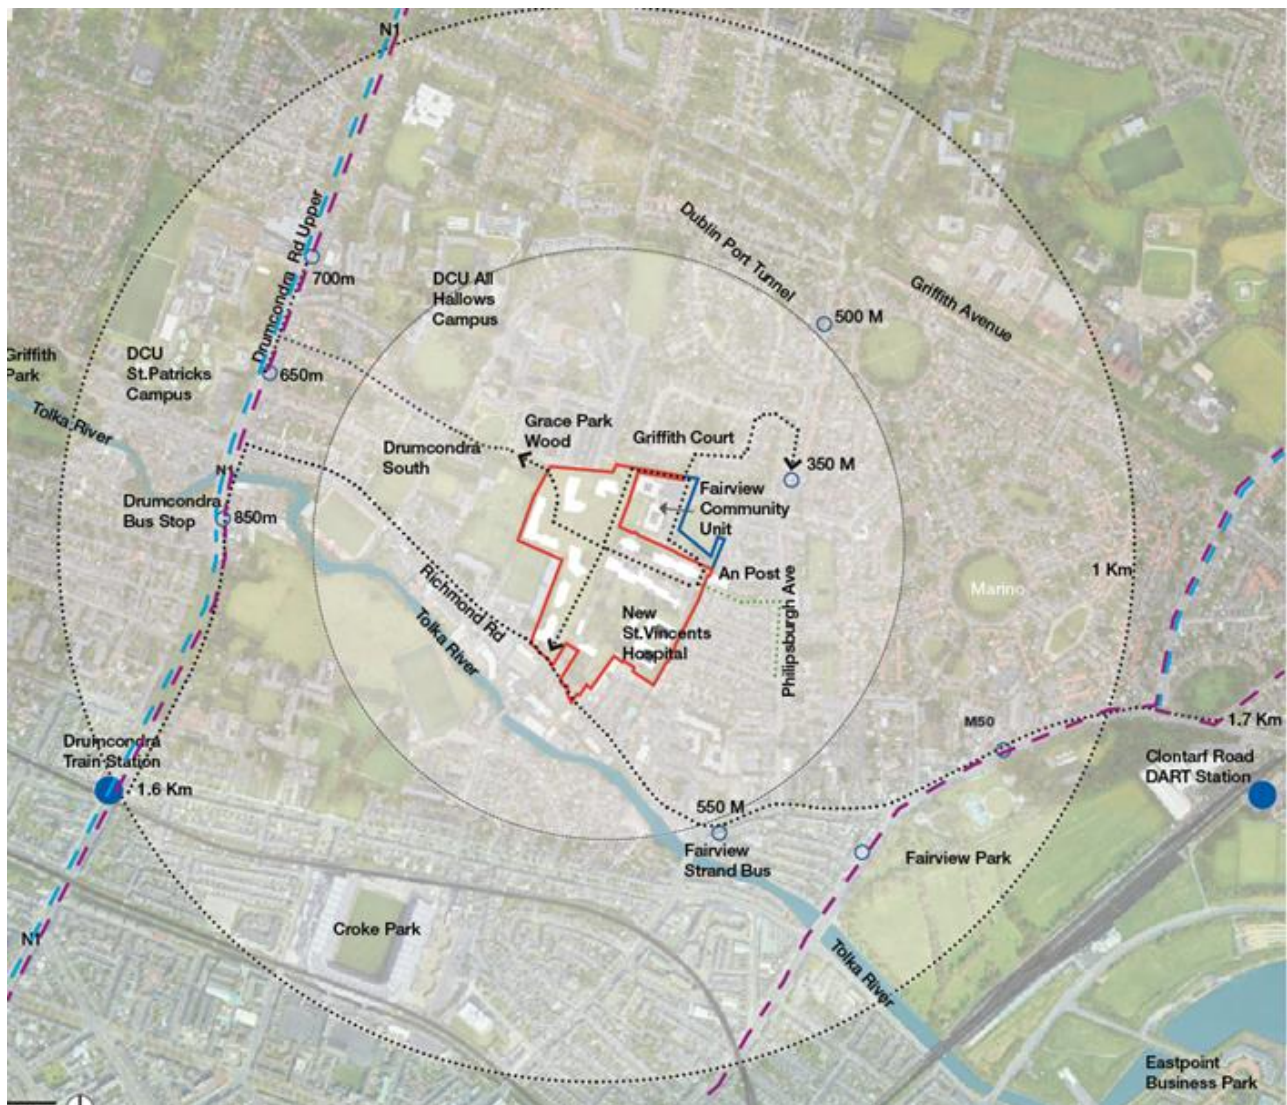 N1
Drumcondra Rd Upper
700m
DCU All
Hallows
Campus
Dublin Port Tunnel
Griffith Avenue
500 M
Griffith
Park
DCU
St.Patricks
Campus
650m
Tolka River
Grace Park
Wood
Griffith Court
Drumcondra
South
350 M
N1
Fairview
Community
Unit
Drumcondra
Bus Stop
850m
An Post
1 Km
Marino
Richmond Rd
Tolka River
New
St.Vincents
Hospital
Philipsburgh Ave
M50
1.7 Km
Drumcondra
Train Station
1.6 Km
Clontarf Road
DART Station
550 M
Fairview
Strand Bus
Fairview Park
Croke Park
N1
Tolka River
Eastpoint
Business Park